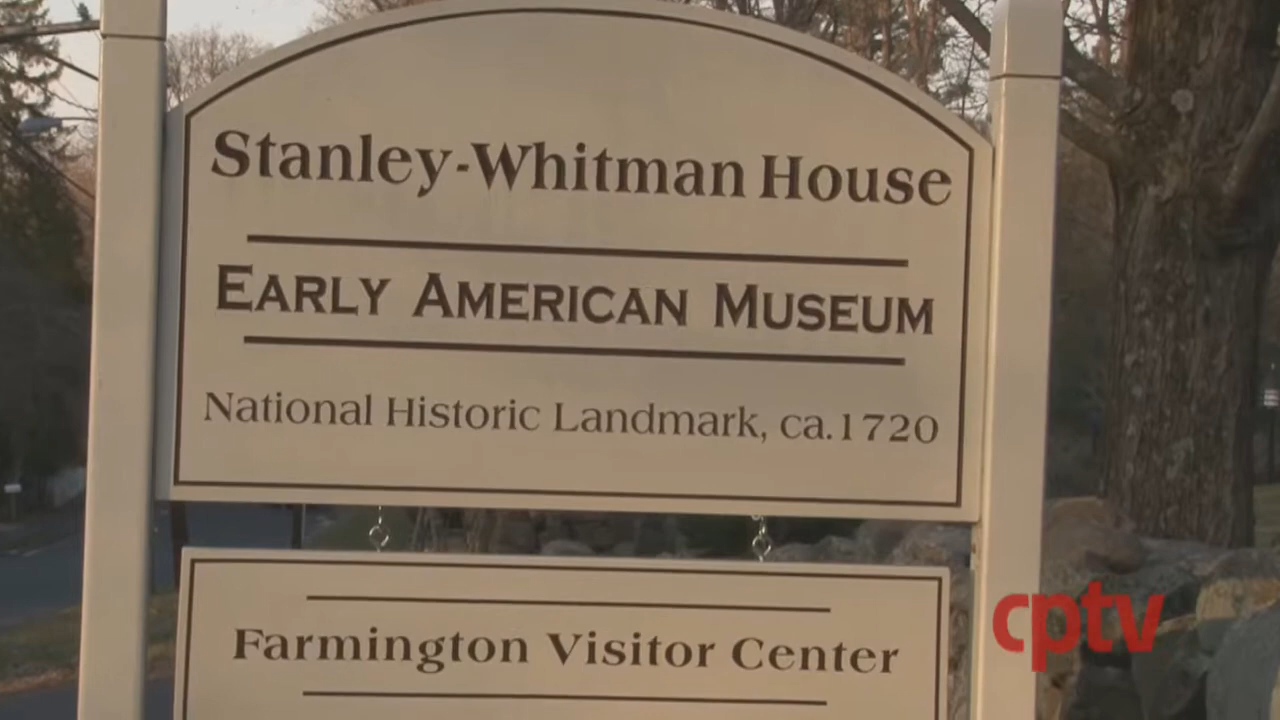 Stanley-Whitman House
EARLY AMERICAN MUSEUM
National Historic Landmark, ca. 1720
Farmington Visitor Center
cptv